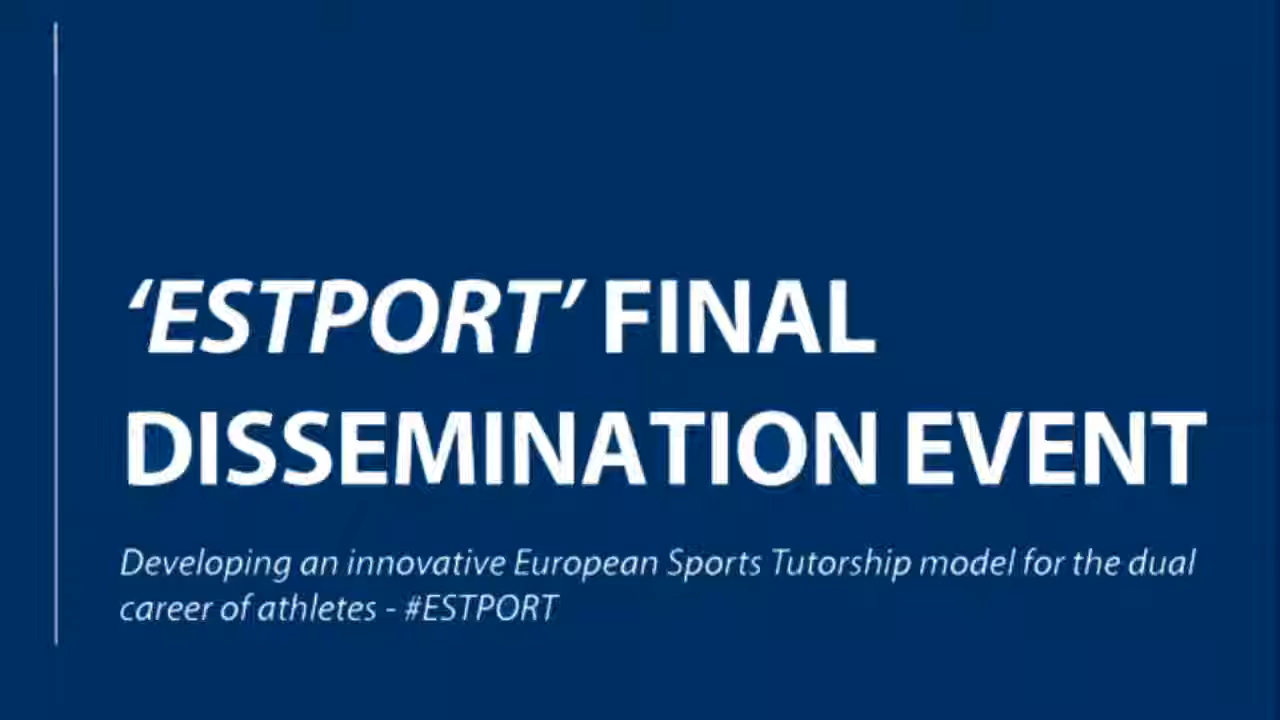 ‘ESTPORT’ FINAL
DISSEMINATION EVENT
Developing an innovative European Sports Tutorship model for the dual
career of athletes - #ESTPORT